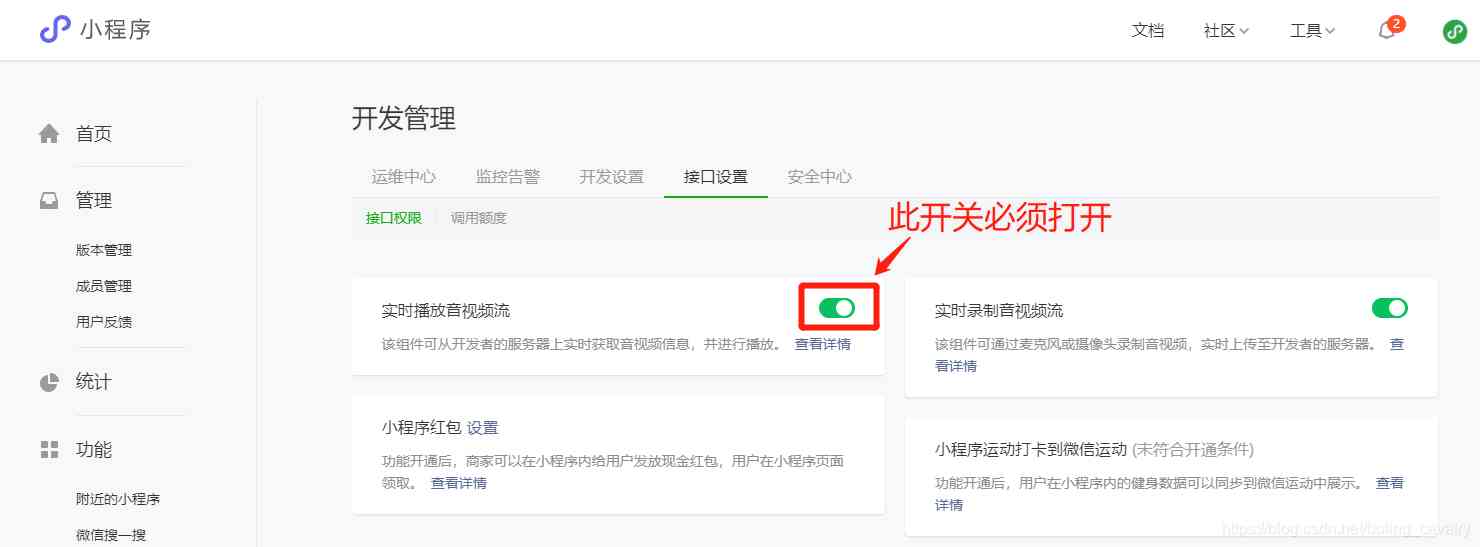 小程序
文档 社区 工具 2
首页
管理
版本管理
成员管理
用户反馈
统计
功能
附近的小程序
微信搜一搜
开发管理
运维中心 监控告警 开发设置 接口设置 安全中心
接口权限 调用额度
此开关必须打开
实时播放音视频流
该组件可从开发者的服务器上实时获取音视频信息，并进行播放。 查看详情
实时录制音视频流
该组件可通过麦克风或摄像头录制音视频，实时上传至开发者的服务器。 查
看详情
小程序红包 设置
功能开通后，商家可以在小程序内给用户发放现金红包，用户在小程序页面
领取。 查看详情
小程序运动打卡到微信运动 (未符合开通条件)
功能开通后，用户在小程序内的健身数据可以同步到微信运动中展示。 查看
详情
https://blog.csdn.net/boling_cavalry